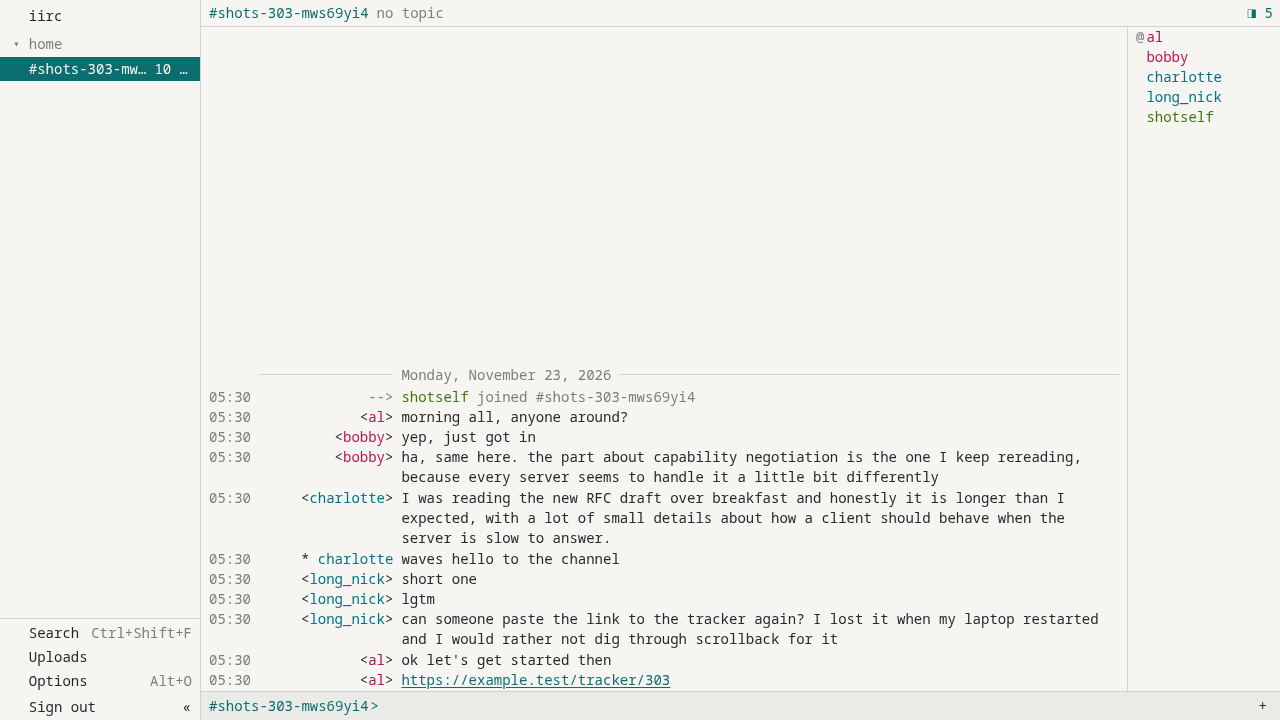 iirc
▾ home
#shots-303-mw… 10 …
Search Ctrl+Shift+F
Uploads
Options Alt+O
Sign out «
#shots-303-mws69yi4 no topic
5
Monday, November 23, 2026
05:30 --> shotself joined #shots-303-mws69yi4
05:30 <al> morning all, anyone around?
05:30 <bobby> yep, just got in
05:30 <bobby> ha, same here. the part about capability negotiation is the one I keep rereading,
because every server seems to handle it a little bit differently
05:30 <charlotte> I was reading the new RFC draft over breakfast and honestly it is longer than I
expected, with a lot of small details about how a client should behave when the
server is slow to answer.
05:30 * charlotte waves hello to the channel
05:30 <long_nick> short one
05:30 <long_nick> lgtm
05:30 <long_nick> can someone paste the link to the tracker again? I lost it when my laptop restarted
and I would rather not dig through scrollback for it
05:30 <al> ok let's get started then
05:30 <al> https://example.test/tracker/303
#shots-303-mws69yi4> +
@al
bobby
charlotte
long_nick
shotself